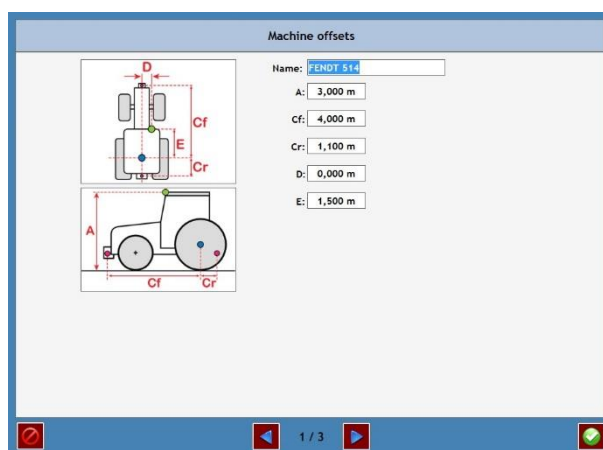 Machine offsets
D
Cf
E
Cr
A
Cf
Cr
Name: FENDT 514
A: 3,000 m
Cf: 4,000 m
Cr: 1,100 m
D: 0,000 m
E: 1,500 m
1 / 3